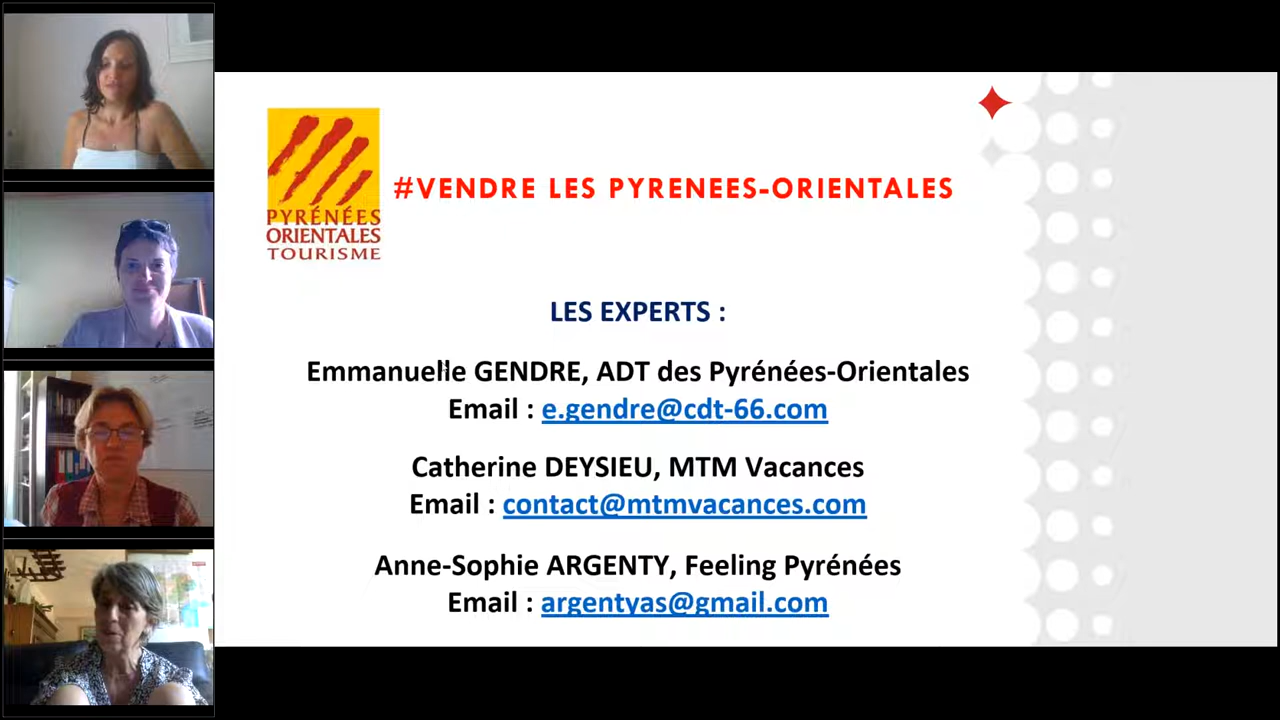 PYRÉNÉES
ORIENTALES
TOURISME
#VENDRE LES PYRENEES-ORIENTALES
LES EXPERTS :
Emmanuelle GENDRE, ADT des Pyrénées-Orientales
Email : e.gendre@cdt-66.com
Catherine DEYSIEU, MTM Vacances
Email : contact@mtmvacances.com
Anne-Sophie ARGENTY, Feeling Pyrénées
Email : argentyas@gmail.com